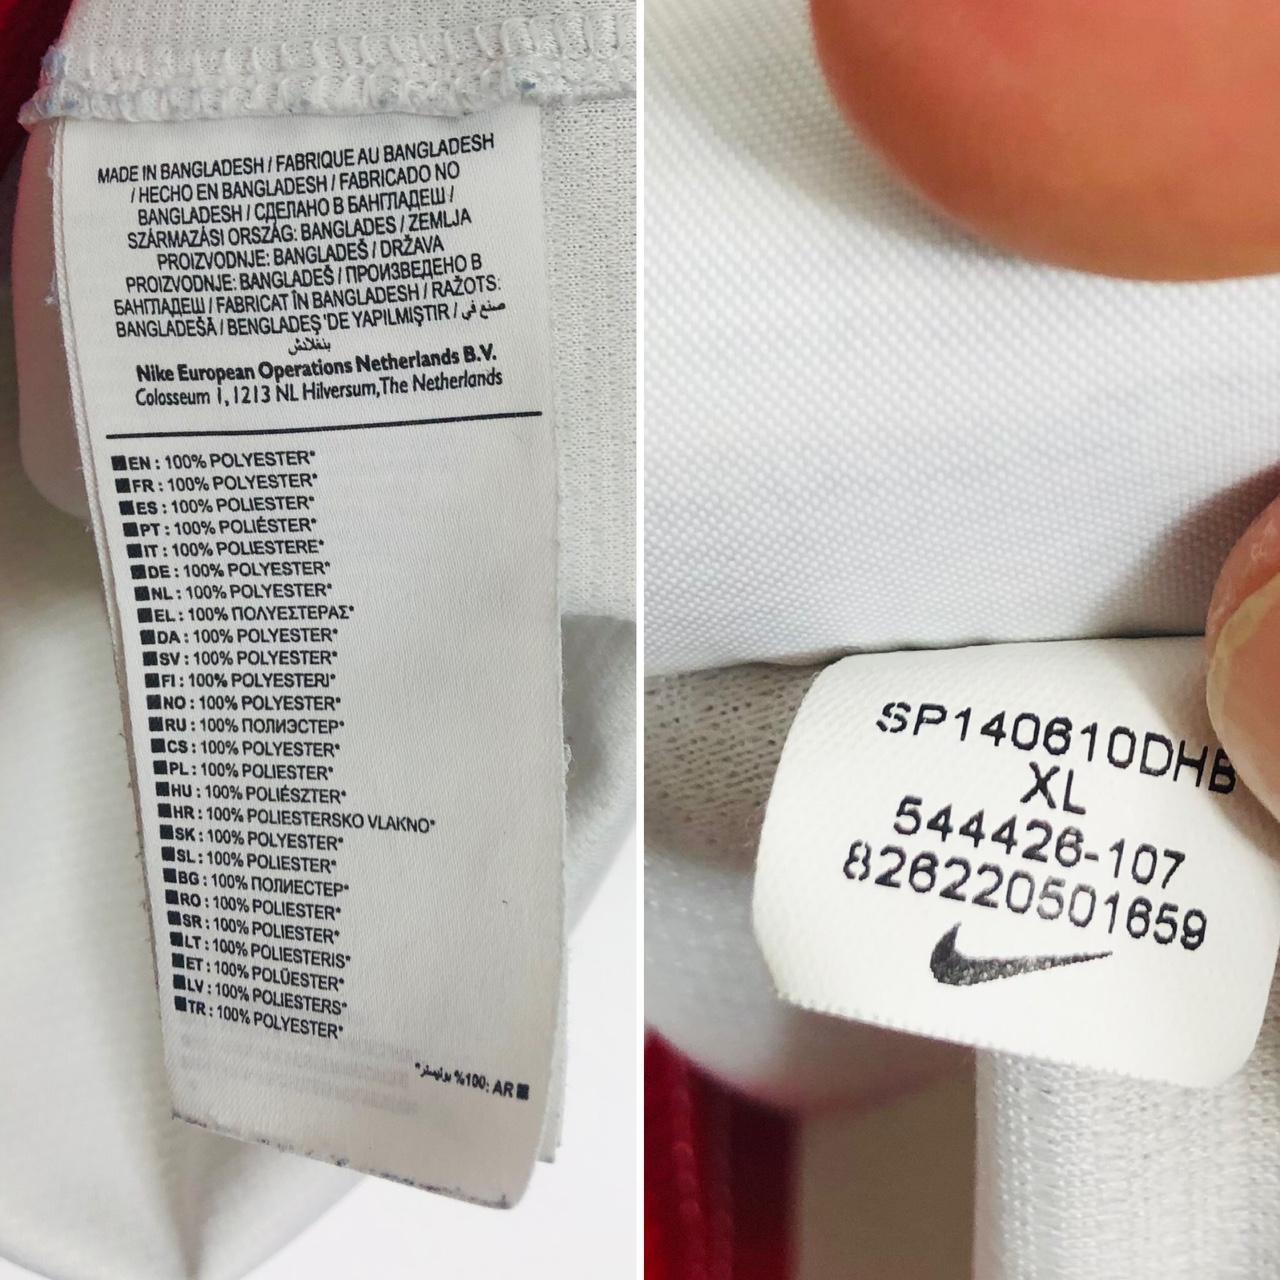 MADE IN BANGLADESH / FABRIQUE AU BANGLADESH
/ HECHO EN BANGLADESH / FABRICADO NO
BANGLADESH / СДЕЛАНО В БАНГЛАДЕШ /
SZÁRMAZÁSI ORSZÁG: BANGLADES / ZEMLJA
PROIZVODNJE: BANGLADEŠ / DRŽAVA
PROIZVODNJE: BANGLADEŠ / ПРОИЗВЕДЕНО В
БАНГЛАДЕШ / FABRICAT ÎN BANGLADESH / RAŽOTS:
BANGLADEŠĀ / BENGLADEŞ 'DE YAPILMIŞTIR / صنع في
بنغلادش
Nike European Operations Netherlands B.V.
Colosseum 1, 1213 NL Hilversum, The Netherlands
EN : 100% POLYESTER*
FR : 100% POLYESTER*
ES : 100% POLIESTER*
PT : 100% POLIÉSTER*
IT : 100% POLIESTERE*
DE : 100% POLYESTER*
NL : 100% POLYESTER*
EL : 100% ΠΟΛΥΕΣΤΕΡΑΣ*
DA : 100% POLYESTER*
SV : 100% POLYESTER*
FI : 100% POLYESTERI*
NO : 100% POLYESTER*
RU : 100% ПОЛИЭСТЕР*
CS : 100% POLYESTER*
PL : 100% POLIESTER*
HU : 100% POLIÉSZTER*
HR : 100% POLIESTERSKO VLAKNO*
SK : 100% POLYESTER*
SL : 100% POLIESTER*
BG : 100% ПОЛИЕСТЕР*
RO : 100% POLIESTER*
SR : 100% POLIESTER*
LT : 100% POLIESTERIS*
ET : 100% POLÜESTER*
LV : 100% POLIESTERS*
TR : 100% POLYESTER*
AR :100% بوليستر*
SP140610DHB
XL
544426-107
826220501659